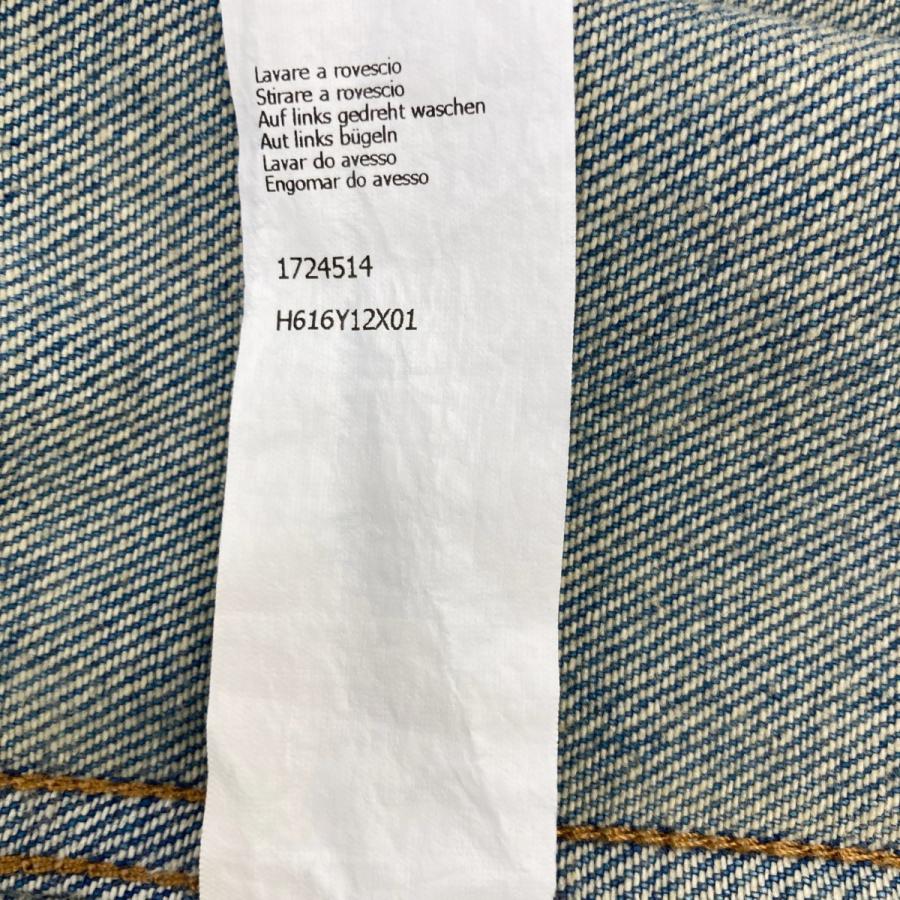 Lavare a rovescio
Stirare a rovescio
Auf links gedreht waschen
Aut links bügeln
Lavar do avesso
Engomar do avesso
1724514
H616Y12X01